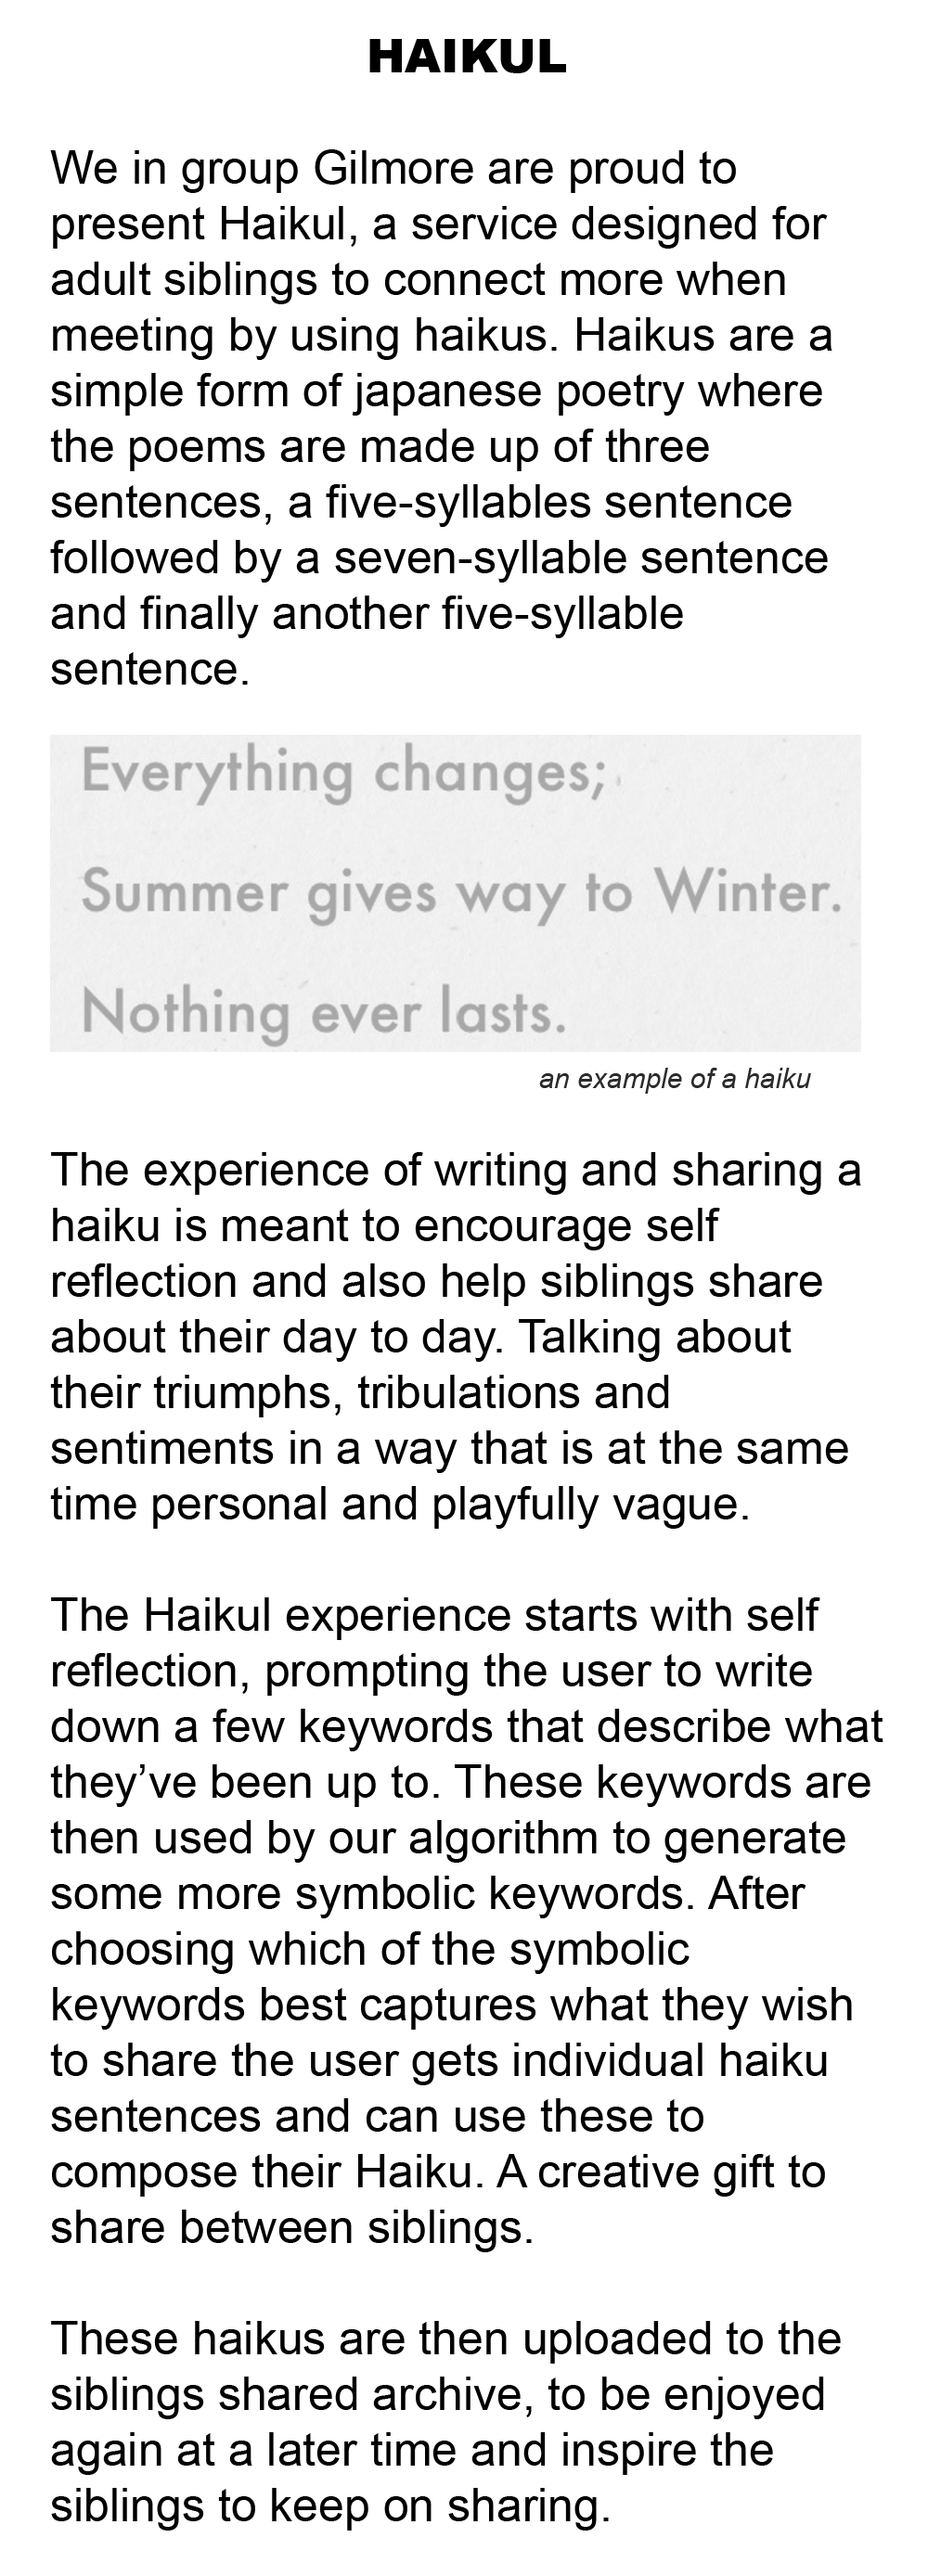 HAIKUL
We in group Gilmore are proud to
present Haikul, a service designed for
adult siblings to connect more when
meeting by using haikus. Haikus are a
simple form of japanese poetry where
the poems are made up of three
sentences, a five-syllables sentence
followed by a seven-syllable sentence
and finally another five-syllable
sentence.
Everything changes;
Summer gives way to Winter.
Nothing ever lasts.
an example of a haiku
The experience of writing and sharing a
haiku is meant to encourage self
reflection and also help siblings share
about their day to day. Talking about
their triumphs, tribulations and
sentiments in a way that is at the same
time personal and playfully vague.
The Haikul experience starts with self
reflection, prompting the user to write
down a few keywords that describe what
they’ve been up to. These keywords are
then used by our algorithm to generate
some more symbolic keywords. After
choosing which of the symbolic
keywords best captures what they wish
to share the user gets individual haiku
sentences and can use these to
compose their Haiku. A creative gift to
share between siblings.
These haikus are then uploaded to the
siblings shared archive, to be enjoyed
again at a later time and inspire the
siblings to keep on sharing.